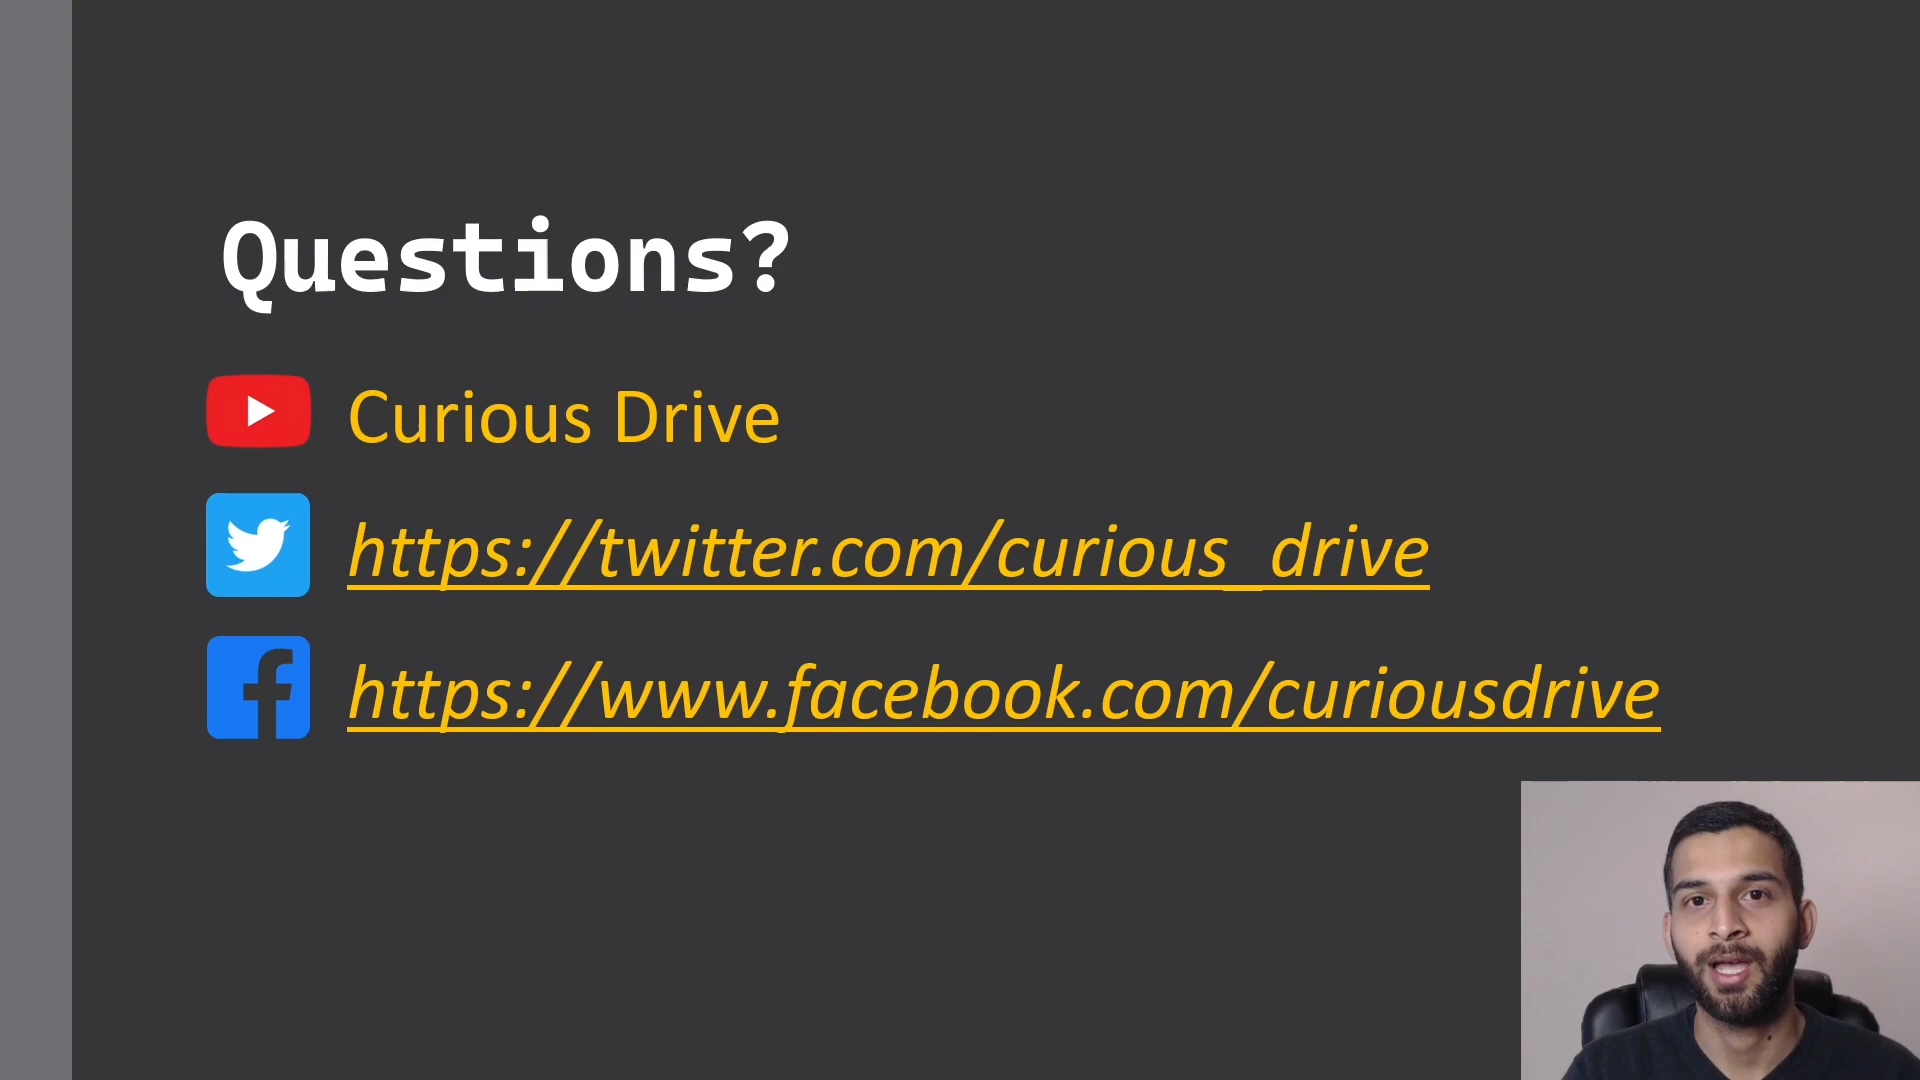 Questions?
Curious Drive
https://twitter.com/curious_drive
https://www.facebook.com/curiousdrive